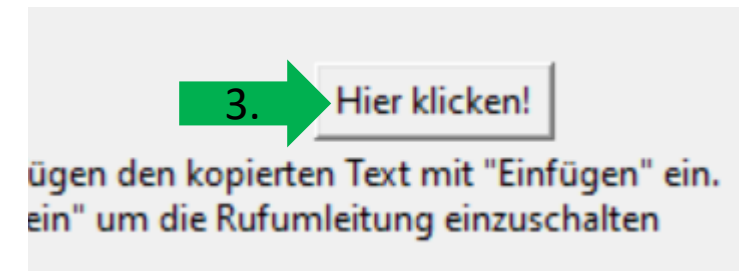 3. Hier klicken!
ügen den kopierten Text mit "Einfügen" ein.
ein" um die Rufumleitung einzuschalten